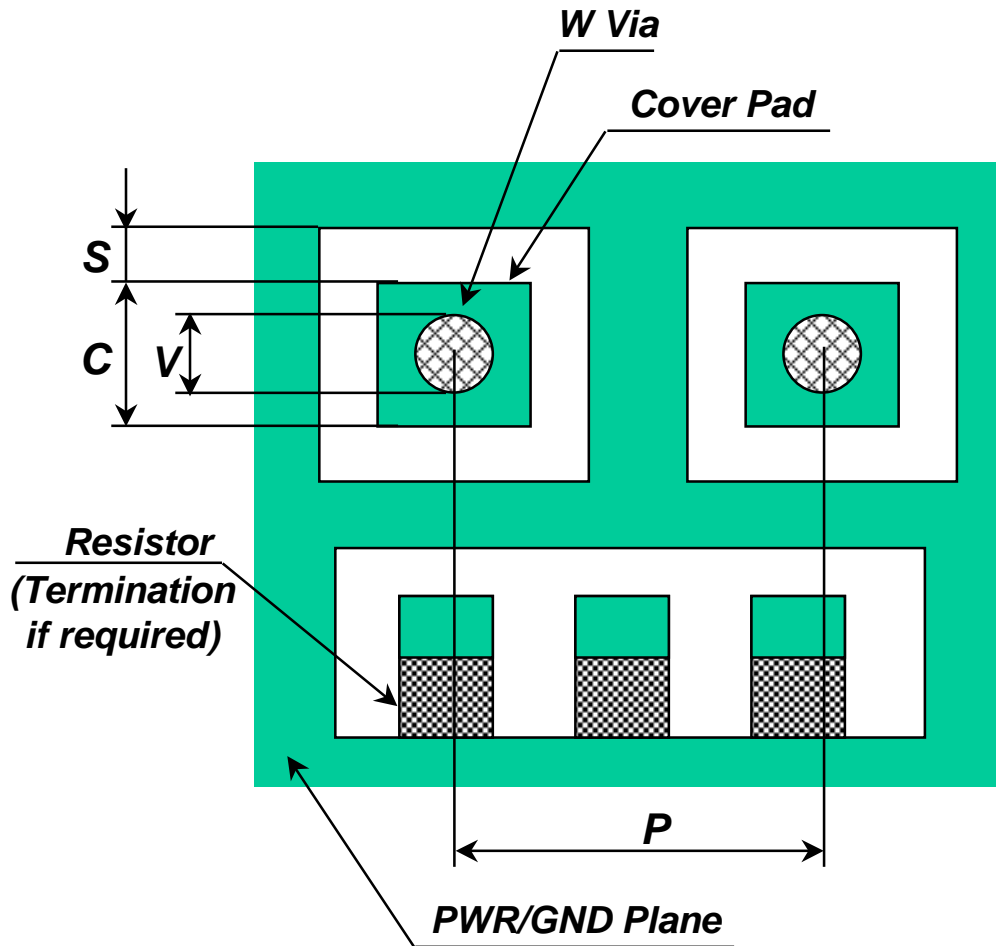 W Via
Cover Pad
S
C
V
Resistor
(Termination
if required)
P
PWR/GND Plane